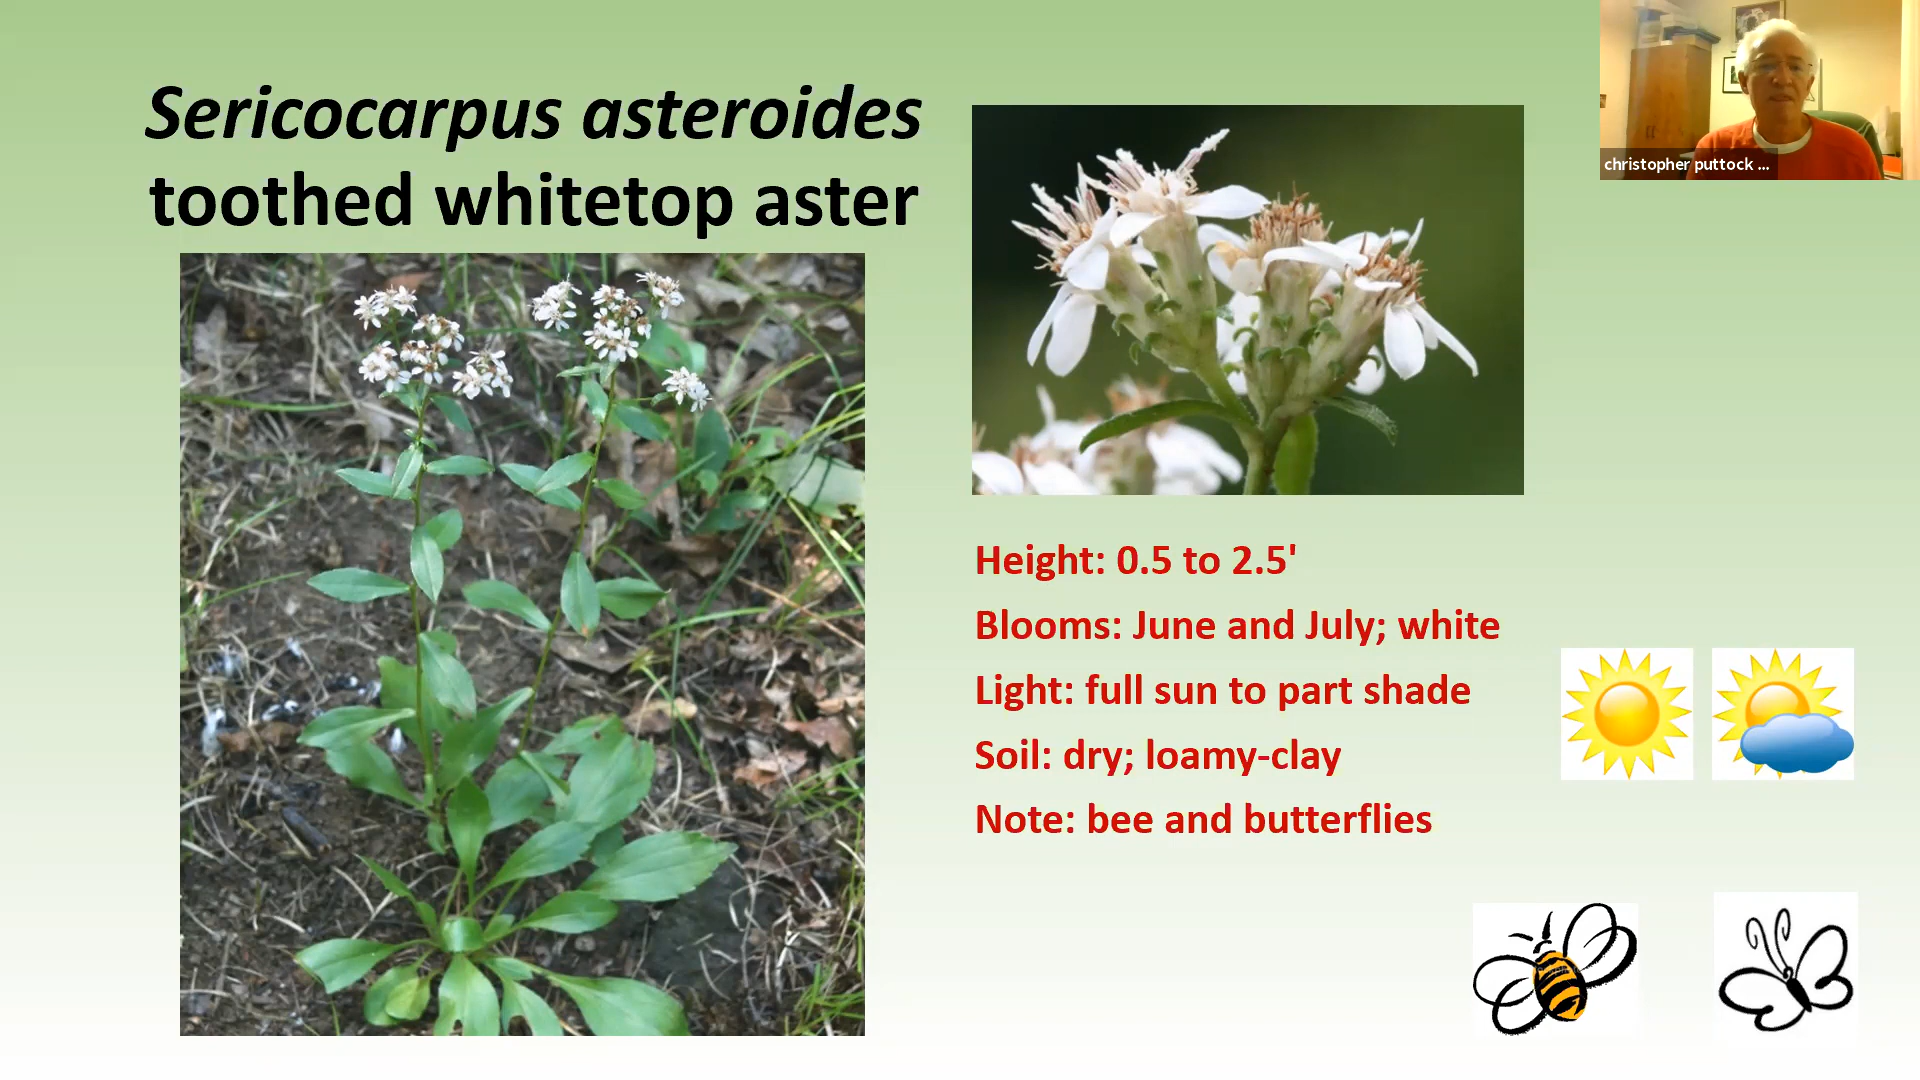 Sericocarpus asteroides
toothed whitetop aster
christopher puttock ...
Height: 0.5 to 2.5'
Blooms: June and July; white
Light: full sun to part shade
Soil: dry; loamy-clay
Note: bee and butterflies